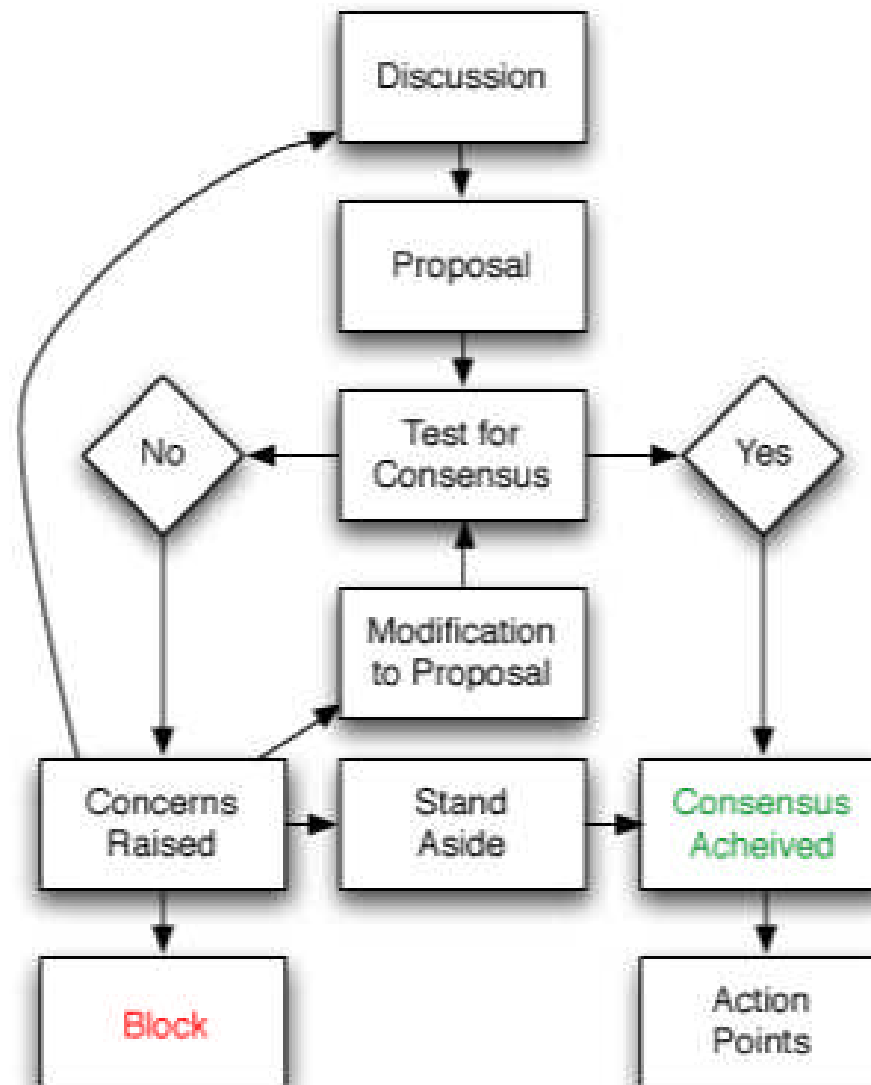 Discussion
Proposal
No
Test for
Consensus
Yes
Modification
to Proposal
Concerns
Raised
Stand
Aside
Consensus
Acheived
Block
Action
Points